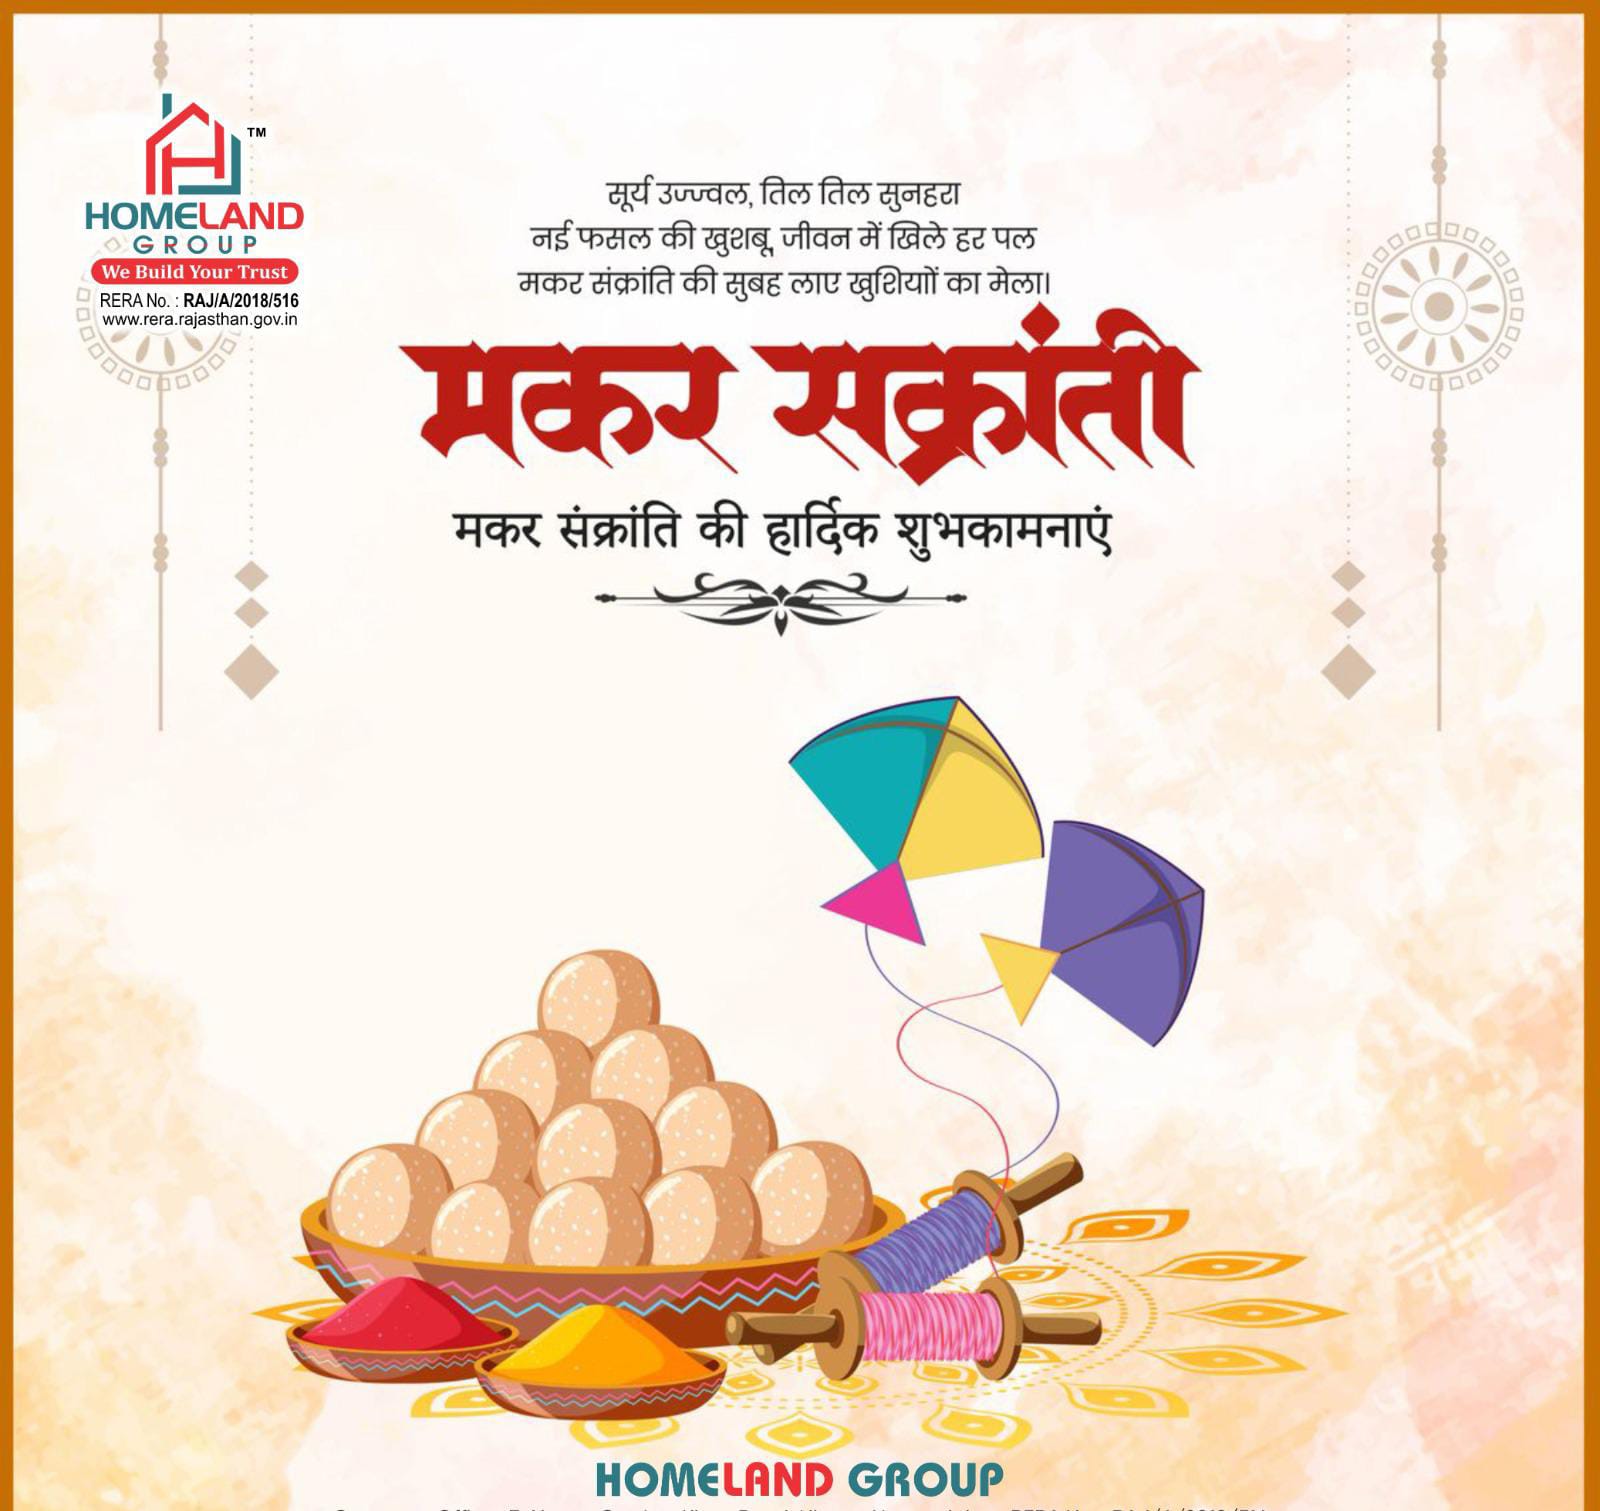 TM
HOMELAND
GROUP
We Build Your Trust
RERA No. : RAJ/A/2018/516
www.rera.rajasthan.gov.in
सूर्य उज्ज्वल, तिल तिल सुनहरा
नई फसल की खुशबू, जीवन में खिले हर पल
मकर संक्रांति की सुबह लाए खुशियाों का मेला।
मकर सक्रांती
मकर संक्रांति की हार्दिक शुभकामनाएं
HOMELAND GROUP